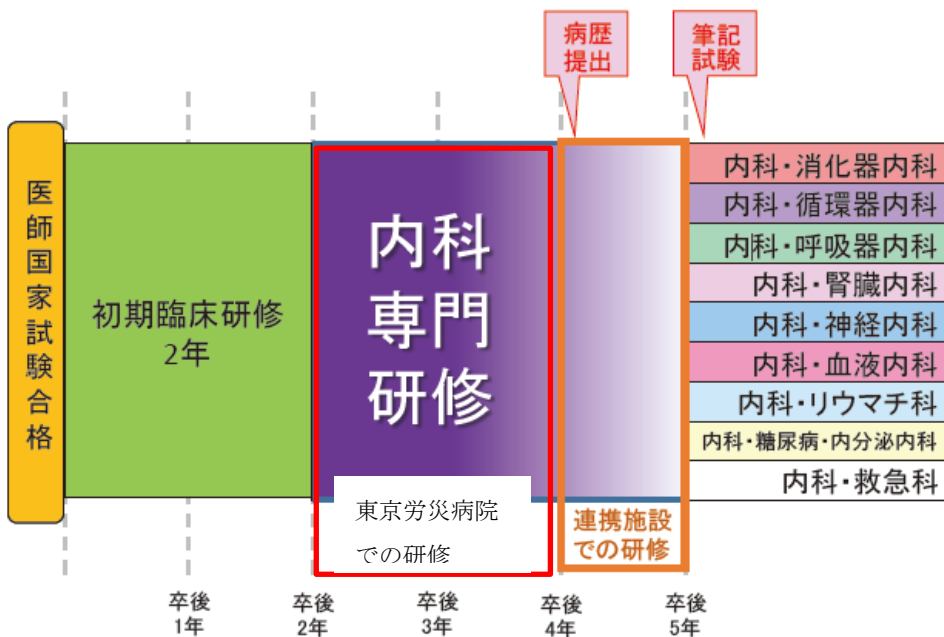 病歴
提出
筆記
試験
医師国家試験合格
初期臨床研修
2年
内科
専門
研修
東京労災病院
での研修
連携施設
での研修
内科・消化器内科
内科・循環器内科
内科・呼吸器内科
内科・腎臓内科
内科・神経内科
内科・血液内科
内科・リウマチ科
内科・糖尿病・内分泌内科
内科・救急科
卒後
1年
卒後
2年
卒後
3年
卒後
4年
卒後
5年